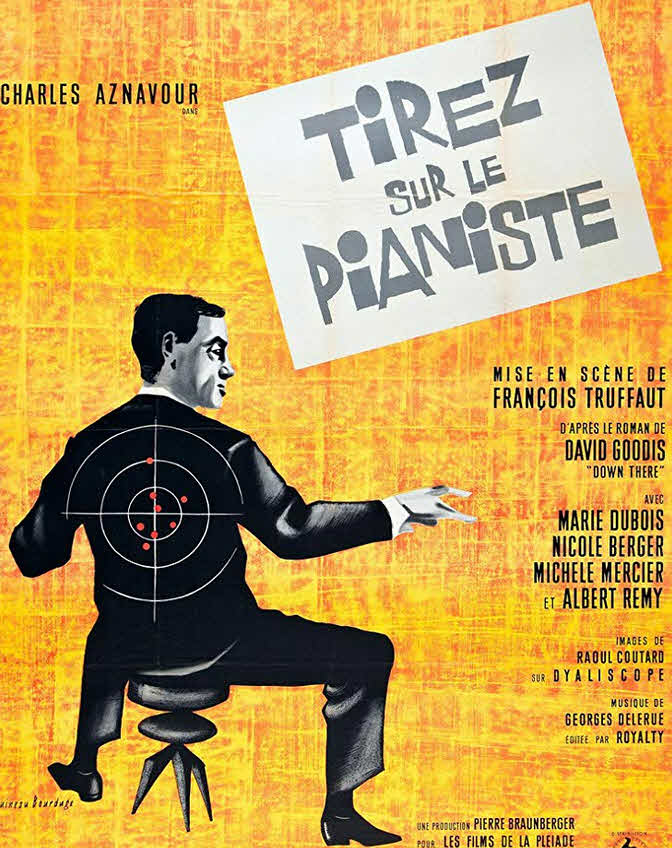 CHARLES AZNAVOUR
DANS
TiREZ
SUR LE
PiANiSTE
MISE EN SCÈNE DE
FRANÇOIS TRUFFAUT
D'APRÈS LE ROMAN DE
DAVID GOODIS
"DOWN THERE"
AVEC
MARIE DUBOIS
NICOLE BERGER
MICHELE MERCIER
ET ALBERT REMY
IMAGES DE
RAOUL COUTARD
SUR DYALISCOPE
MUSIQUE DE
GEORGES DELERUE
ÉDITÉE PAR ROYALTY
UNE PRODUCTION PIERRE BRAUNBERGER
POUR LES FILMS DE LA PLEIADE